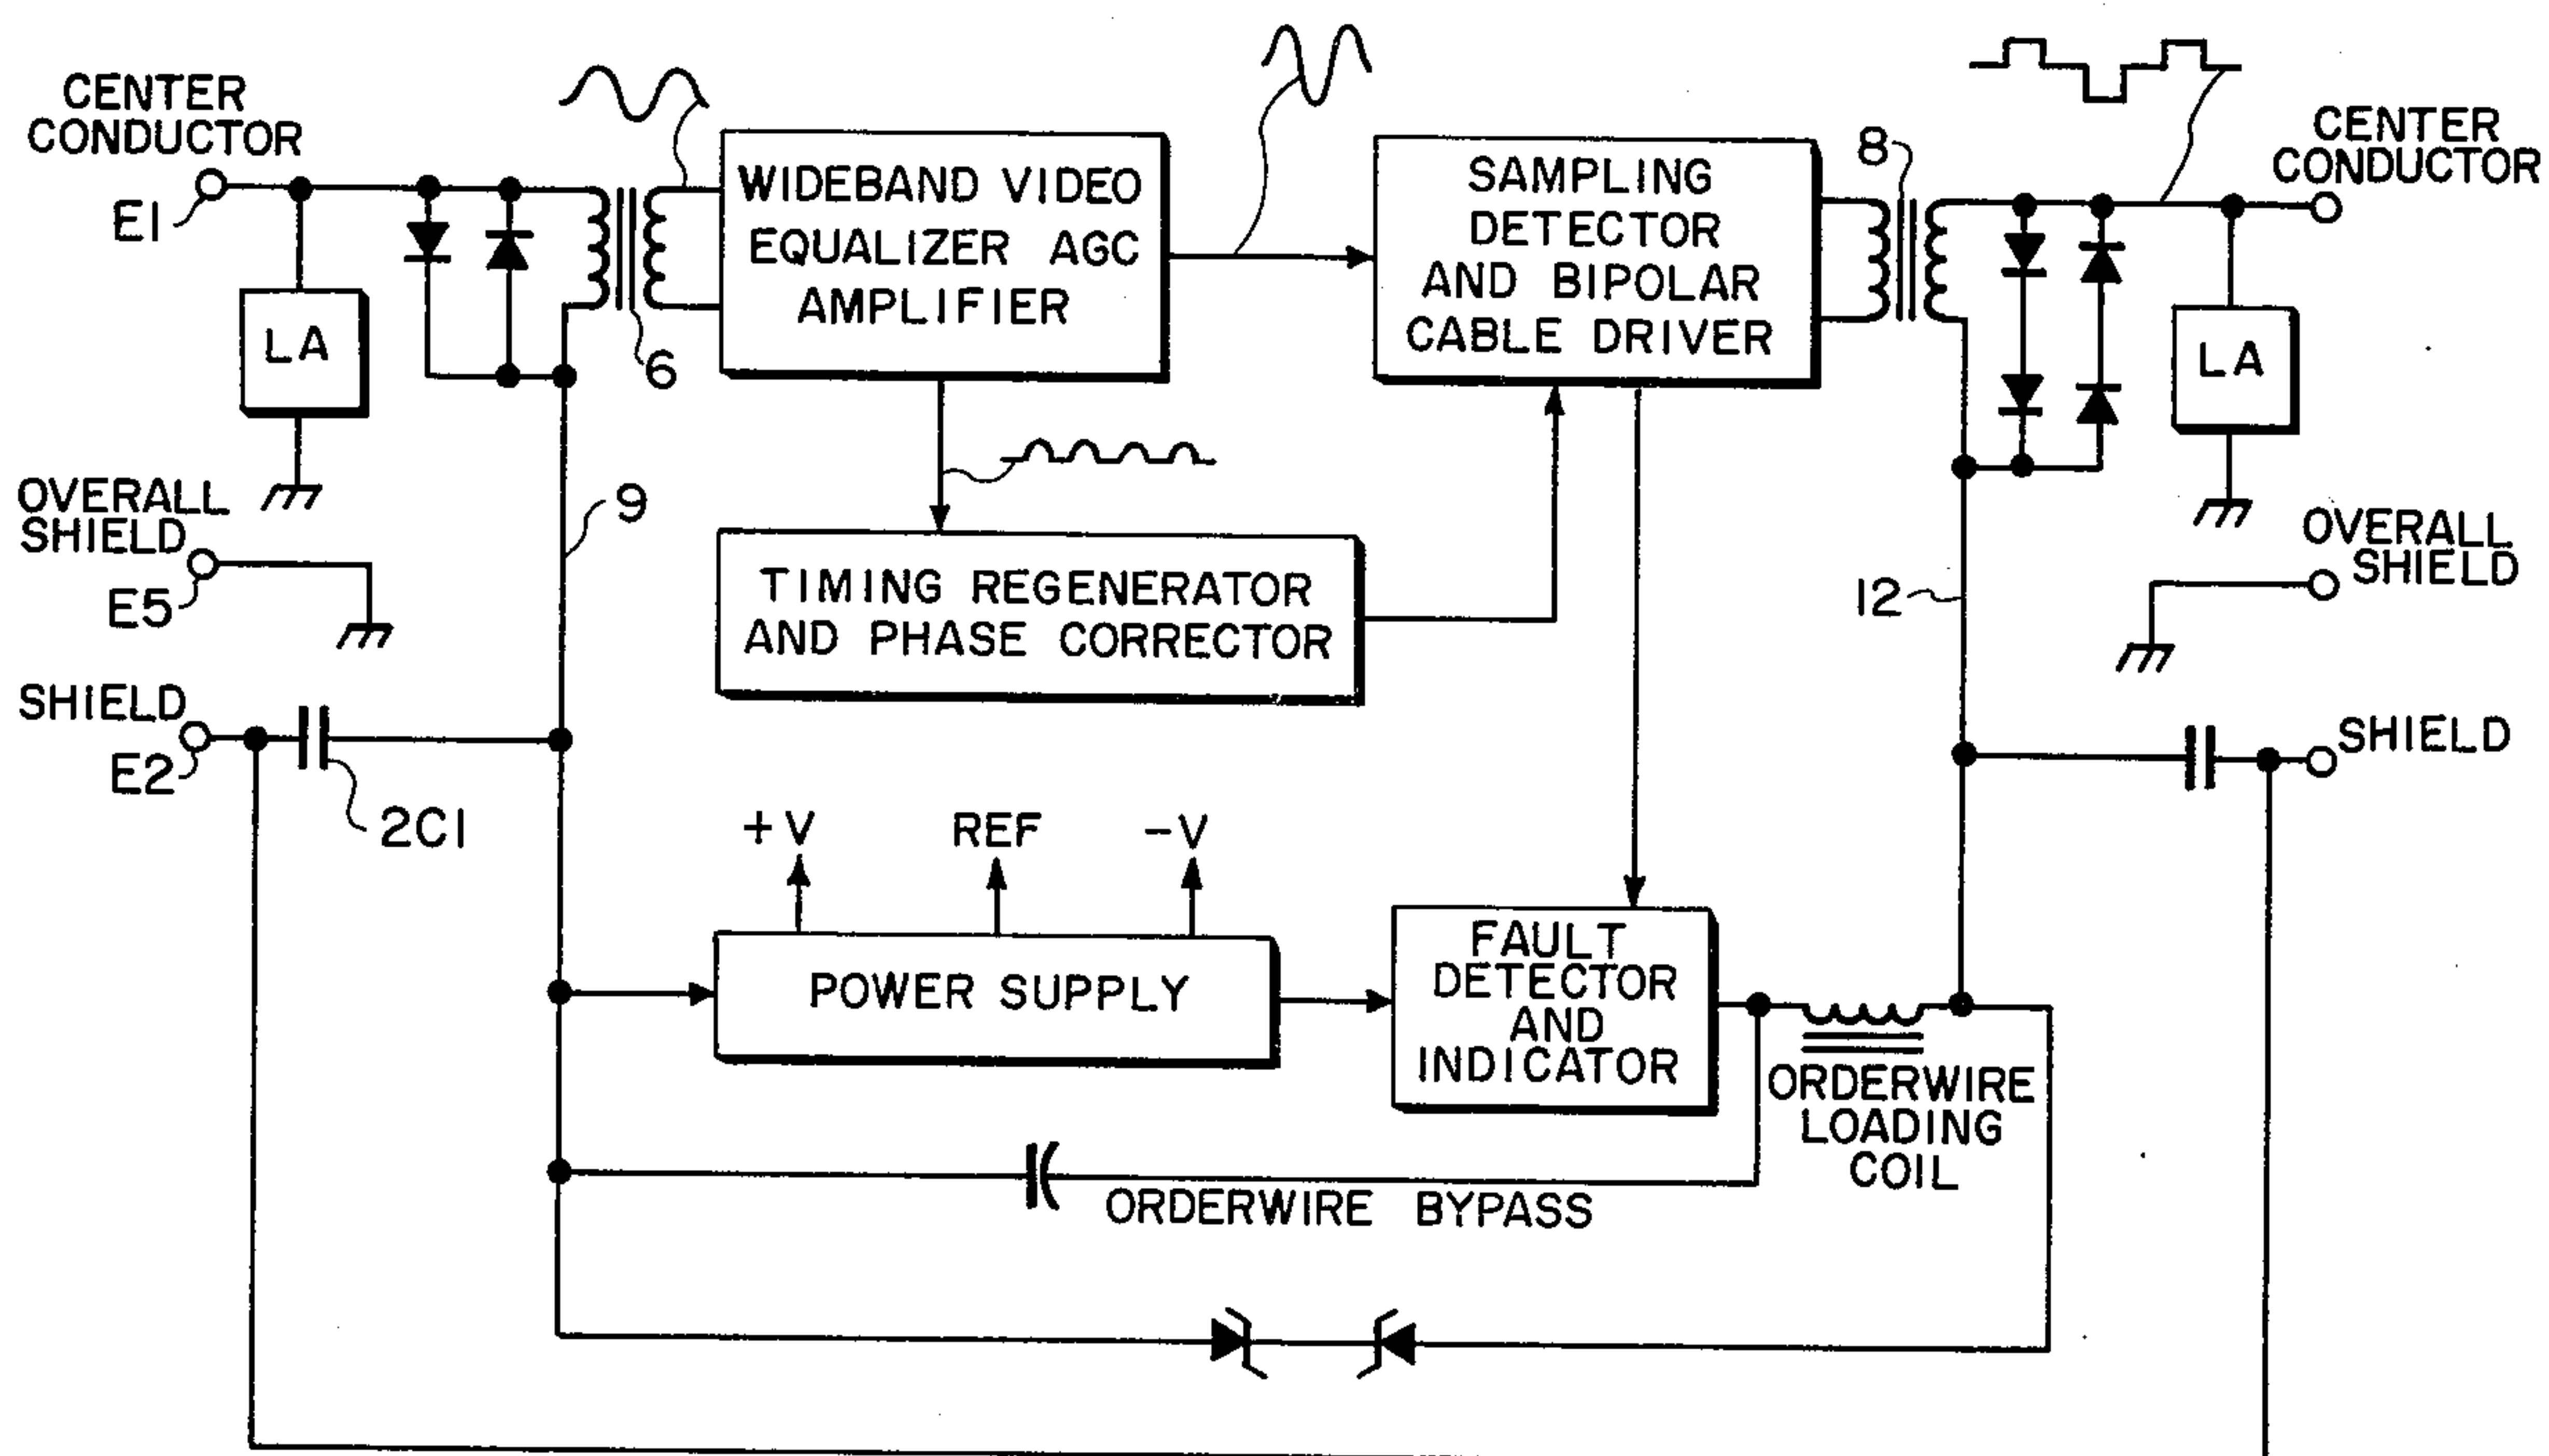 CENTER
CONDUCTOR
E1
LA
6
WIDEBAND VIDEO
EQUALIZER AGC
AMPLIFIER
SAMPLING
DETECTOR
AND BIPOLAR
CABLE DRIVER
8
CENTER
CONDUCTOR
LA
OVERALL
SHIELD
E5
9
TIMING REGENERATOR
AND PHASE CORRECTOR
12
OVERALL
SHIELD
SHIELD
E2
2C1
SHIELD
+V
REF
-V
POWER SUPPLY
FAULT
DETECTOR
AND
INDICATOR
ORDERWIRE
LOADING
COIL
ORDERWIRE BYPASS